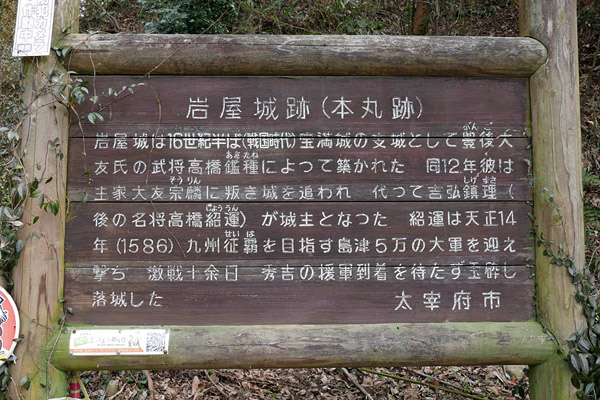 岩屋城跡(本丸跡)
岩屋城は16世紀半ば(戦国時代)宝満城の支城として豊後大
友氏の武将高橋鑑種によつて築かれた 同12年彼は
主家大友宗麟に叛き城を追われ 代つて吉弘鎮理(
後の名将高橋紹運)が城主となつた 紹運は天正14
年(1586)九州征覇を目指す島津5万の大軍を迎え
撃ち 激戦十余日 秀吉の援軍到着を待たず玉砕し
落城した 太宰府市